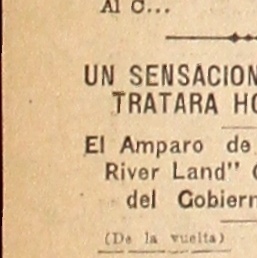 Al C...
UN SENSACION
TRATARA HO
El Amparo de
River Land"
del Gobiern
(De la vuelta)